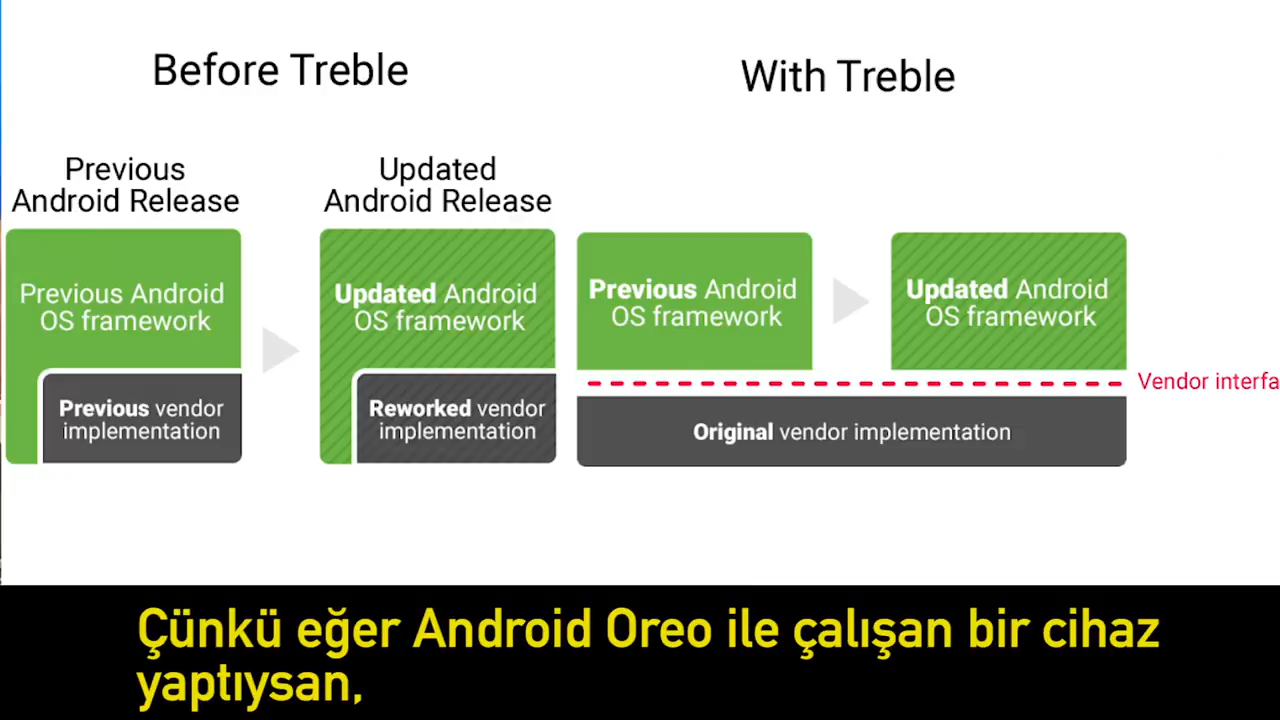 Before Treble
With Treble
Previous
Android Release
Updated
Android Release
Previous Android
OS framework
Previous vendor
implementation
Updated Android
OS framework
Reworked vendor
implementation
Previous Android
OS framework
Updated Android
OS framework
Vendor interfa
Original vendor implementation
Çünkü eğer Android Oreo ile çalışan bir cihaz
yaptıysan,